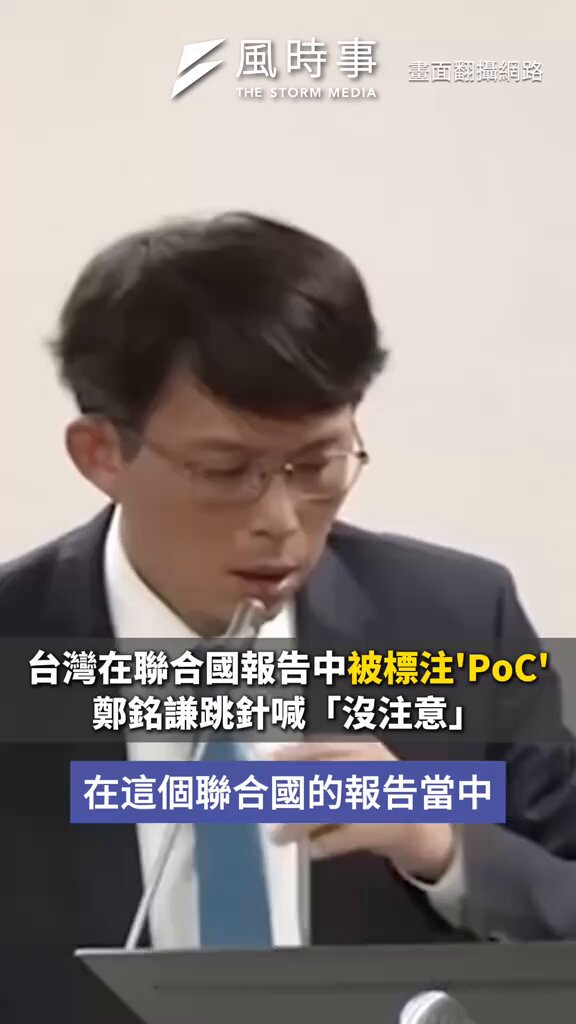 風時事
THE STORM MEDIA
畫面翻攝網路
台灣在聯合國報告中被標注'PoC'
鄭銘謙跳針喊「沒注意」
在這個聯合國的報告當中